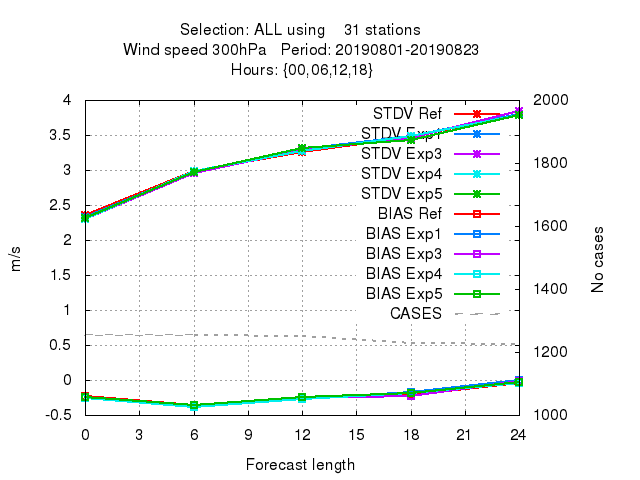 Selection: ALL using 31 stations
Wind speed 300hPa Period: 20190801-20190823
Hours: {00,06,12,18}
4
3.5
3
2.5
2
1.5
1
0.5
0
-0.5
m/s
STDV Ref
STDV Exp1
STDV Exp3
STDV Exp4
STDV Exp5
BIAS Ref
BIAS Exp1
BIAS Exp3
BIAS Exp4
BIAS Exp5
CASES
2000
1800
1600
1400
1200
1000
No cases
0 3 6 9 12 15 18 21 24
Forecast length